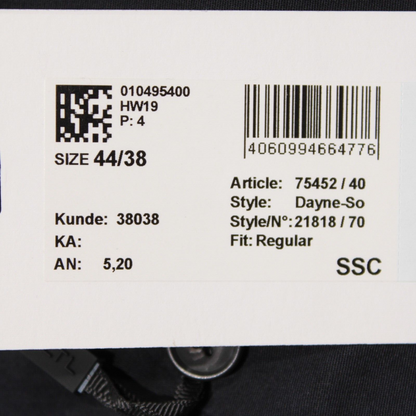 010495400
HW19
P: 4
SIZE 44/38
4060994664776
Article: 75452 / 40
Style: Dayne-So
Style/N°: 21818 / 70
Fit: Regular
Kunde: 38038
KA:
AN: 5,20
SSC